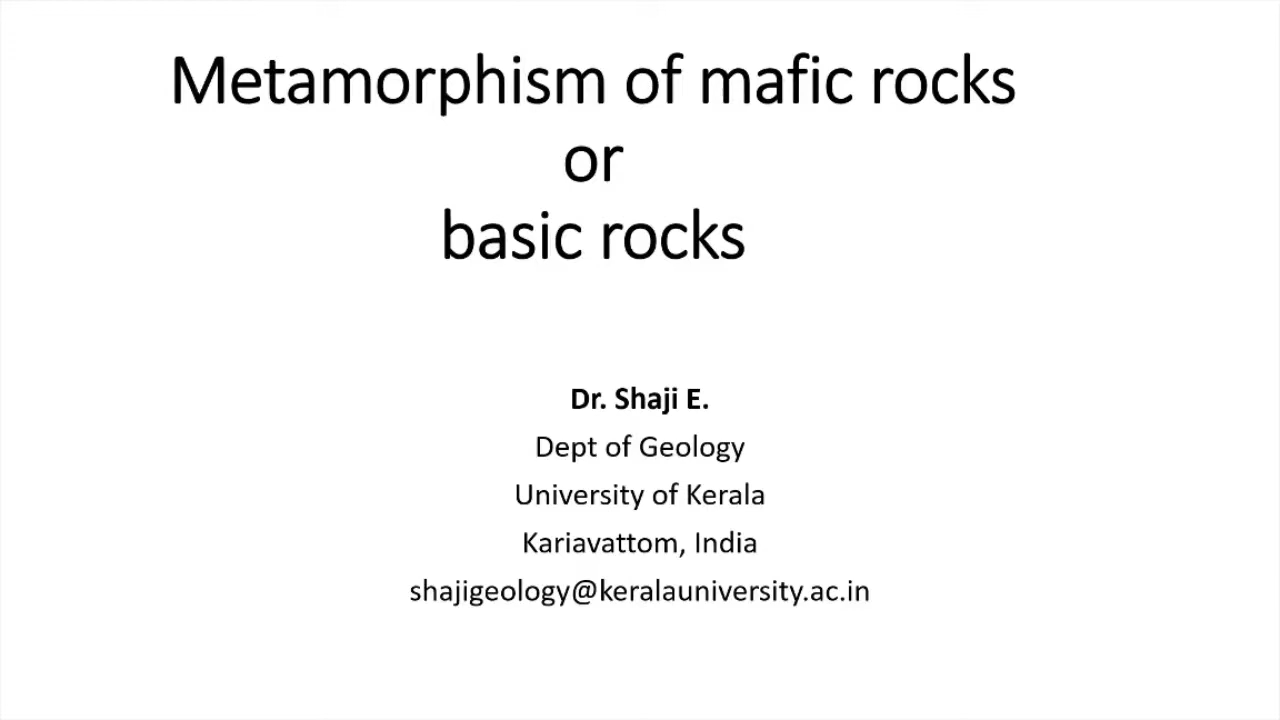 Metamorphism of mafic rocks
or
basic rocks
Dr. Shaji E.
Dept of Geology
University of Kerala
Kariavattom, India
shajigeology@keralauniversity.ac.in